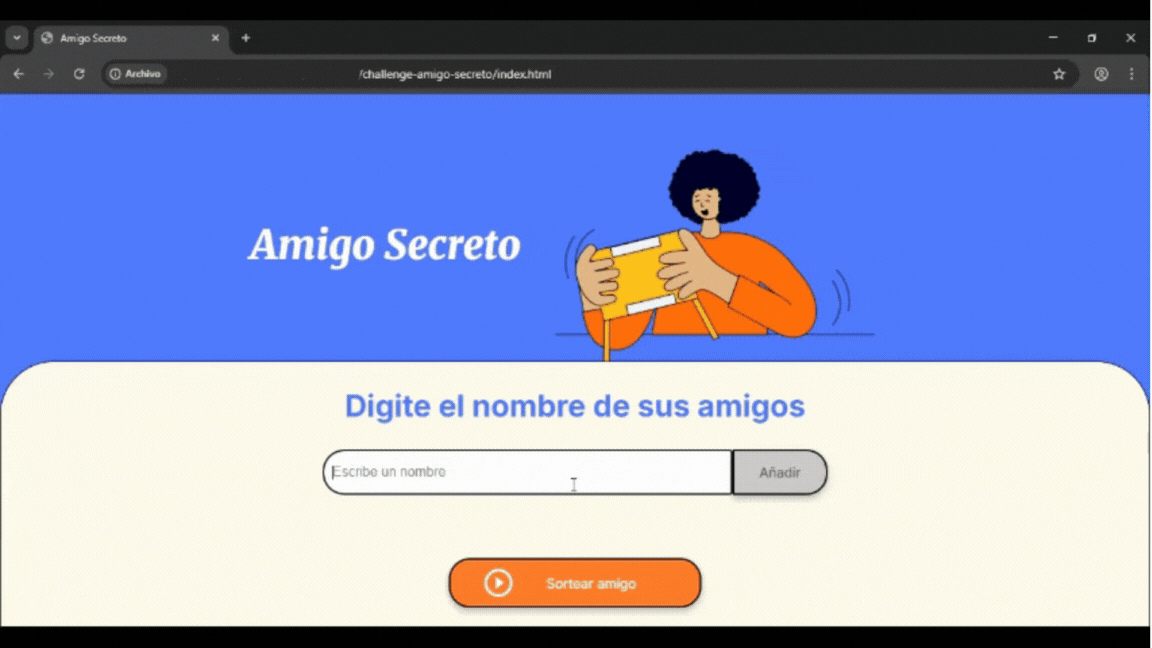 Amigo Secreto
Archivo
/challenge-amigo-secreto/index.html
Amigo Secreto
Digite el nombre de sus amigos
Escribe un nombre
Añadir
Sortear amigo